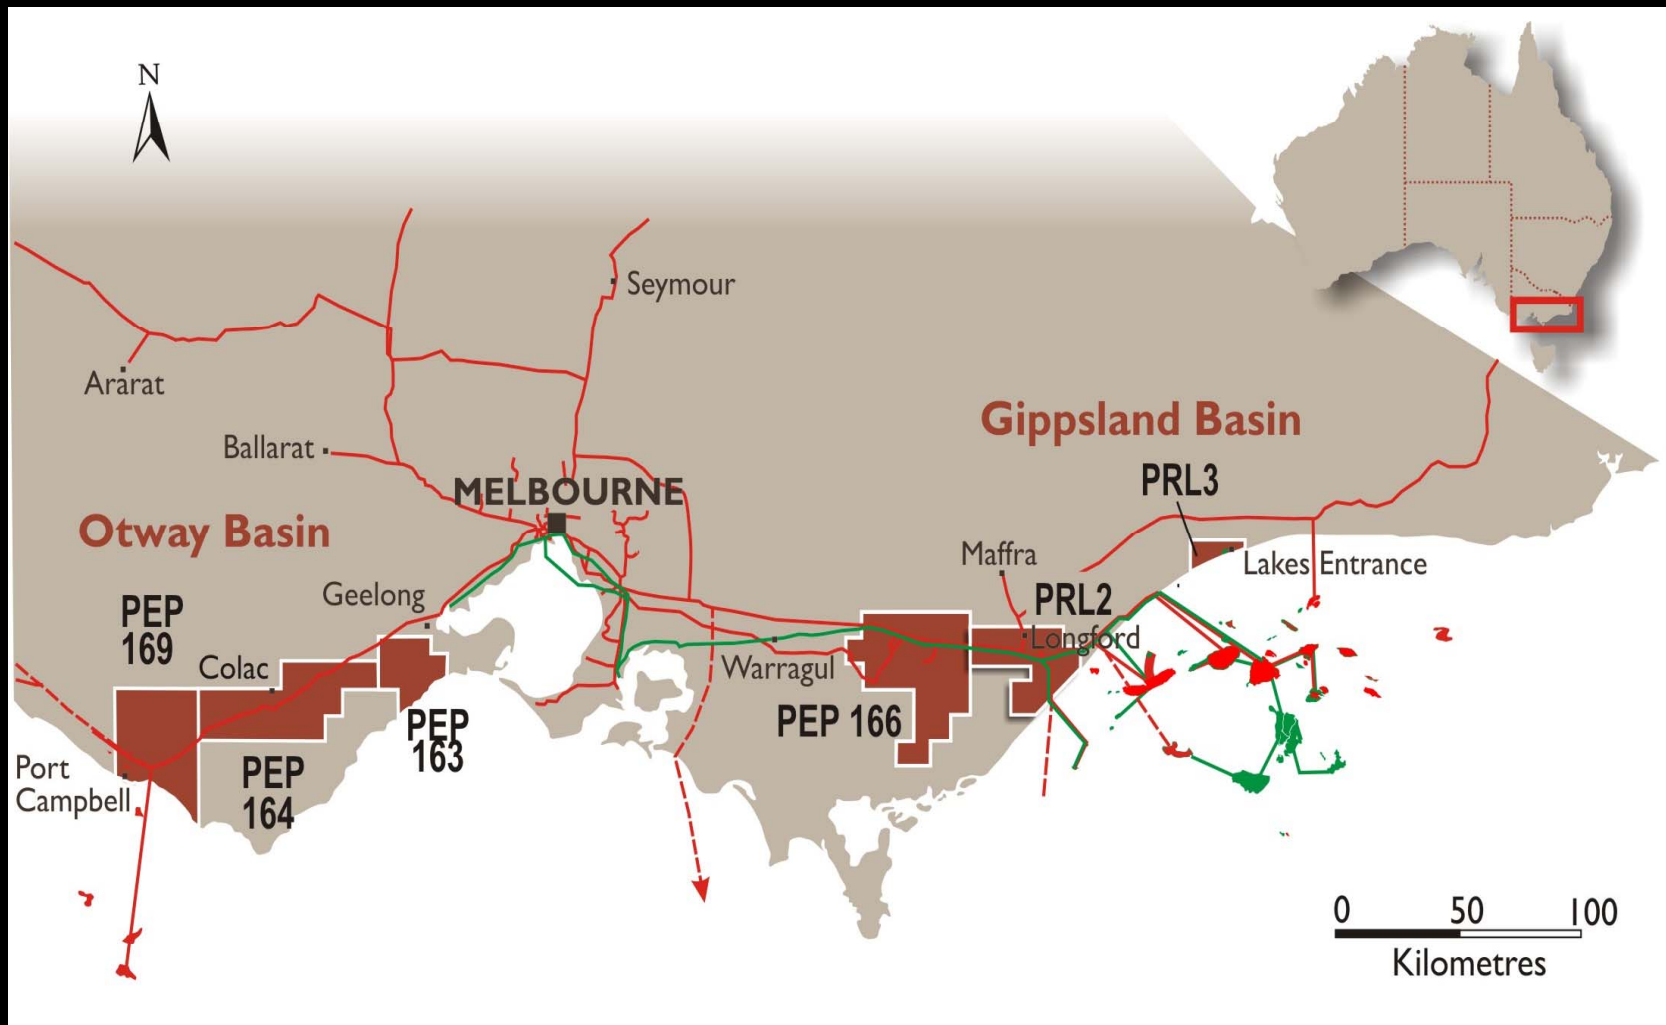 N
Seymour
Ararat
Ballarat
MELBOURNE
Gippsland Basin
PRL3
Otway Basin
Maffra
Lakes Entrance
Geelong
PEP
169
PRL2
Longford
Colac
Warragul
PEP 166
PEP
163
Port
Campbell
PEP
164
0 50 100
Kilometres